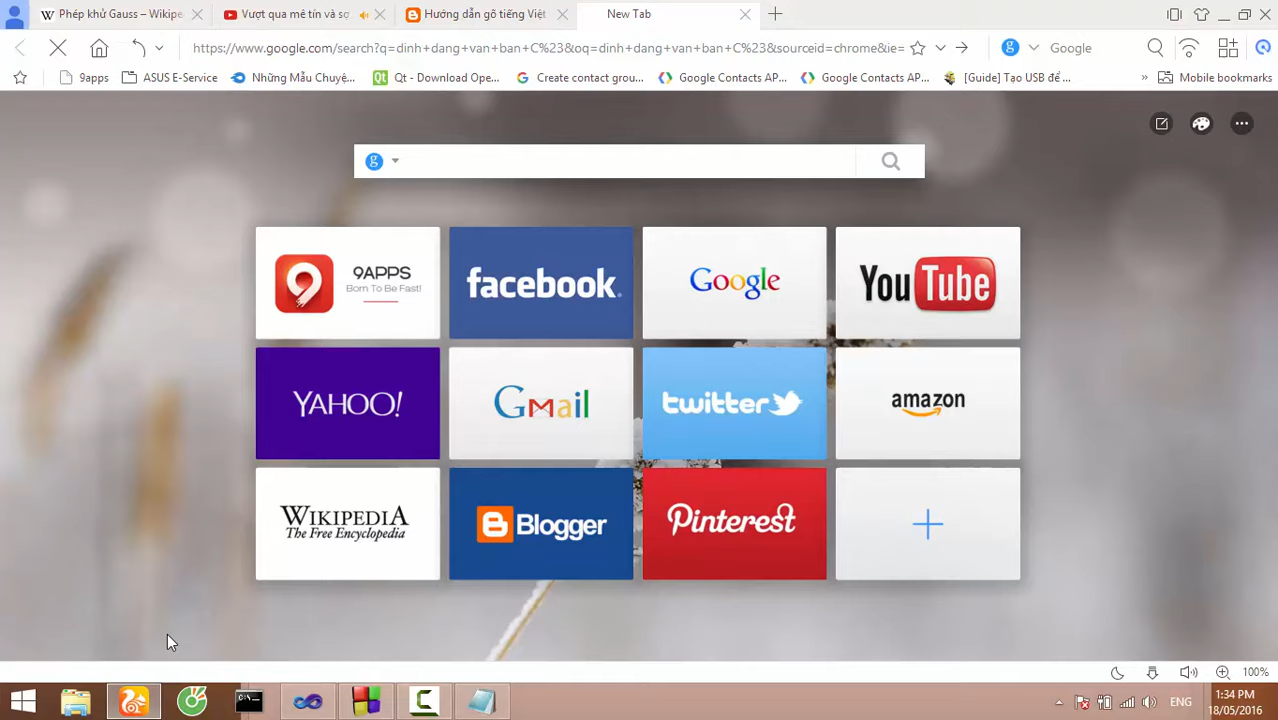 Phép khử Gauss – Wikipe
Vượt qua mê tín và sợ
Hướng dẫn gõ tiếng Việt
New Tab
https://www.google.com/search?q=dinh+dang+van+ban+C%23&oq=dinh+dang+van+ban+C%23&sourceid=chrome&ie=
Google
9apps
ASUS E-Service
Những Mẫu Chuyệ...
Qt - Download Ope...
Create contact grou...
Google Contacts AP...
Google Contacts AP...
[Guide] Tạo USB để ...
»
Mobile bookmarks
9APPS
Born To Be Fast!
facebook
Google
YouTube
YAHOO!
Gmail
twitter
amazon
WIKIPEDIA
The Free Encyclopedia
Blogger
Pinterest
100%
ENG
1:34 PM
18/05/2016